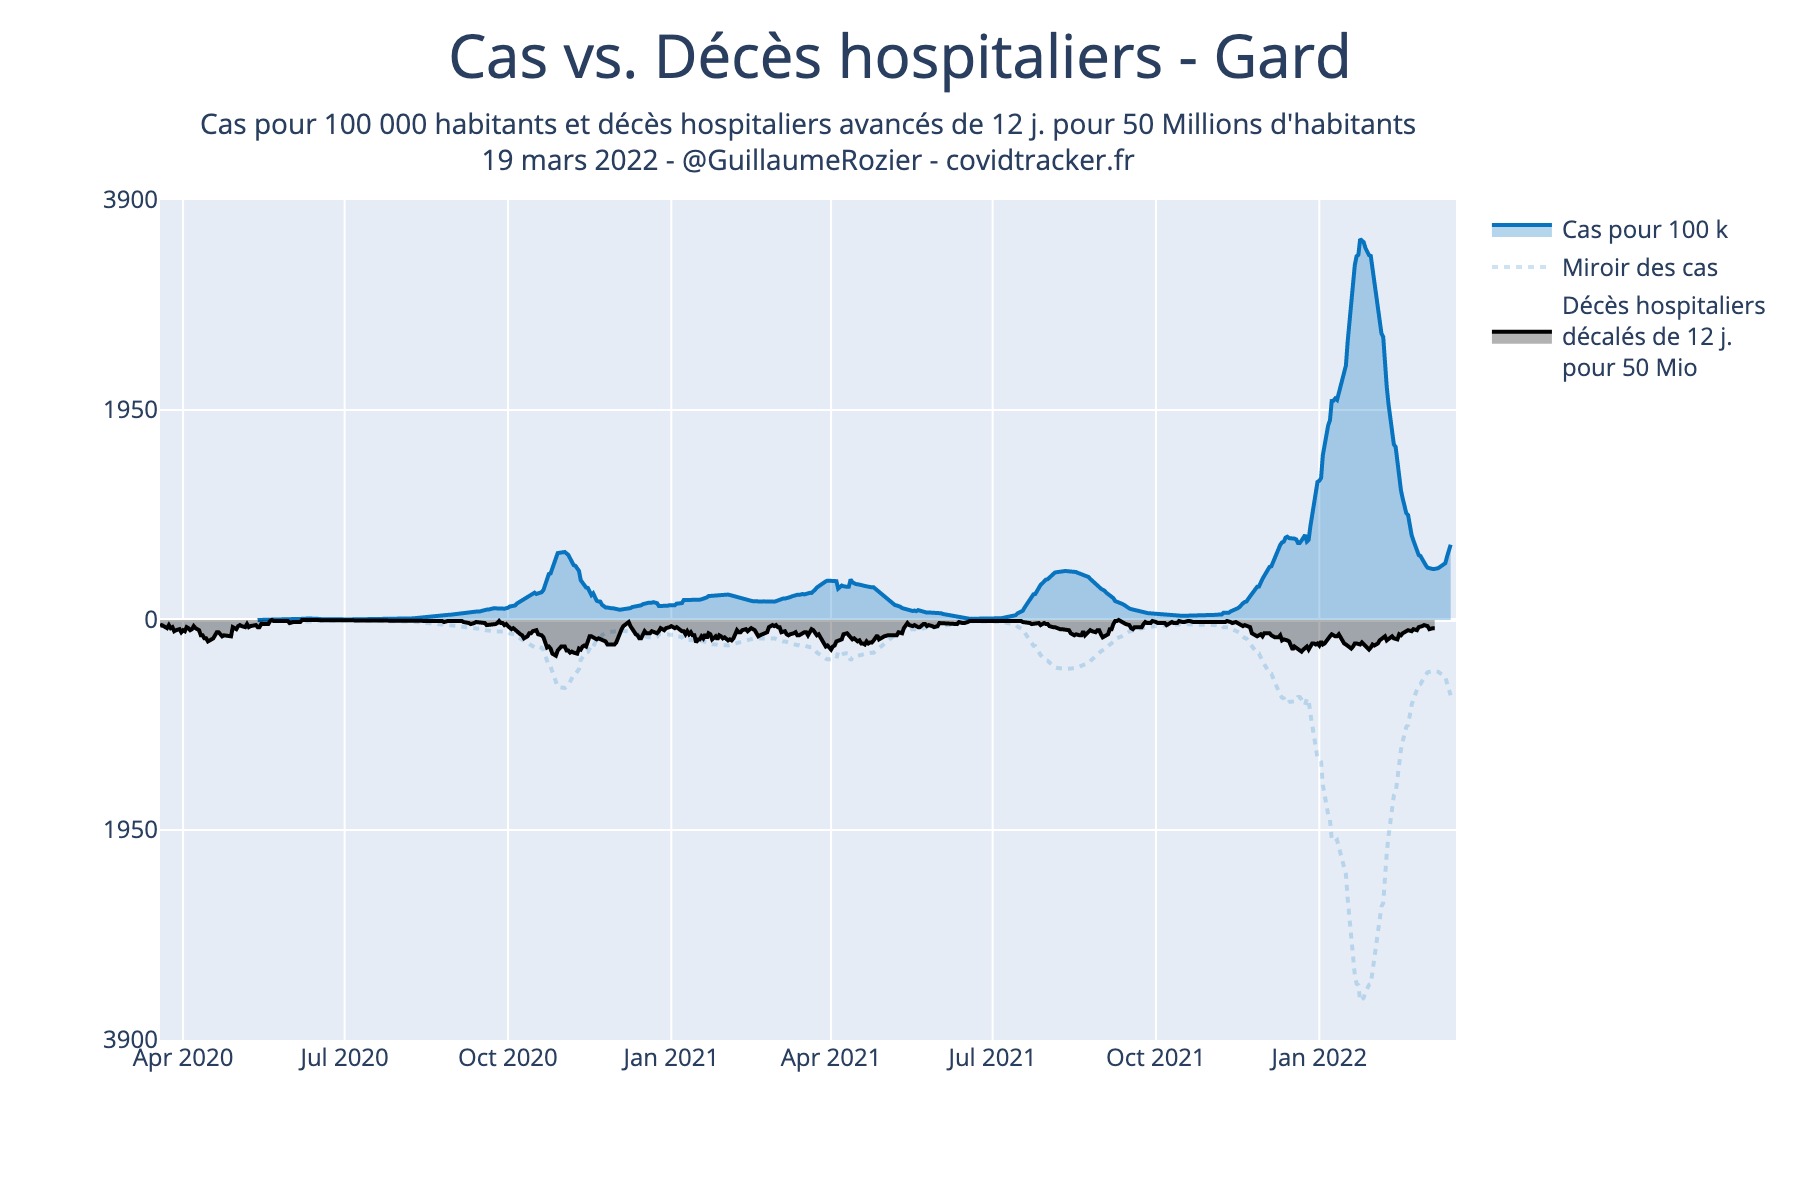 Cas vs. Décès hospitaliers - Gard
Cas pour 100 000 habitants et décès hospitaliers avancés de 12 j. pour 50 Millions d'habitants
19 mars 2022 - @GuillaumeRozier - covidtracker.fr
3900
1950
0
1950
3900
Apr 2020
Jul 2020
Oct 2020
Jan 2021
Apr 2021
Jul 2021
Oct 2021
Jan 2022
Cas pour 100 k
Miroir des cas
Décès hospitaliers
décalés de 12 j.
pour 50 Mio